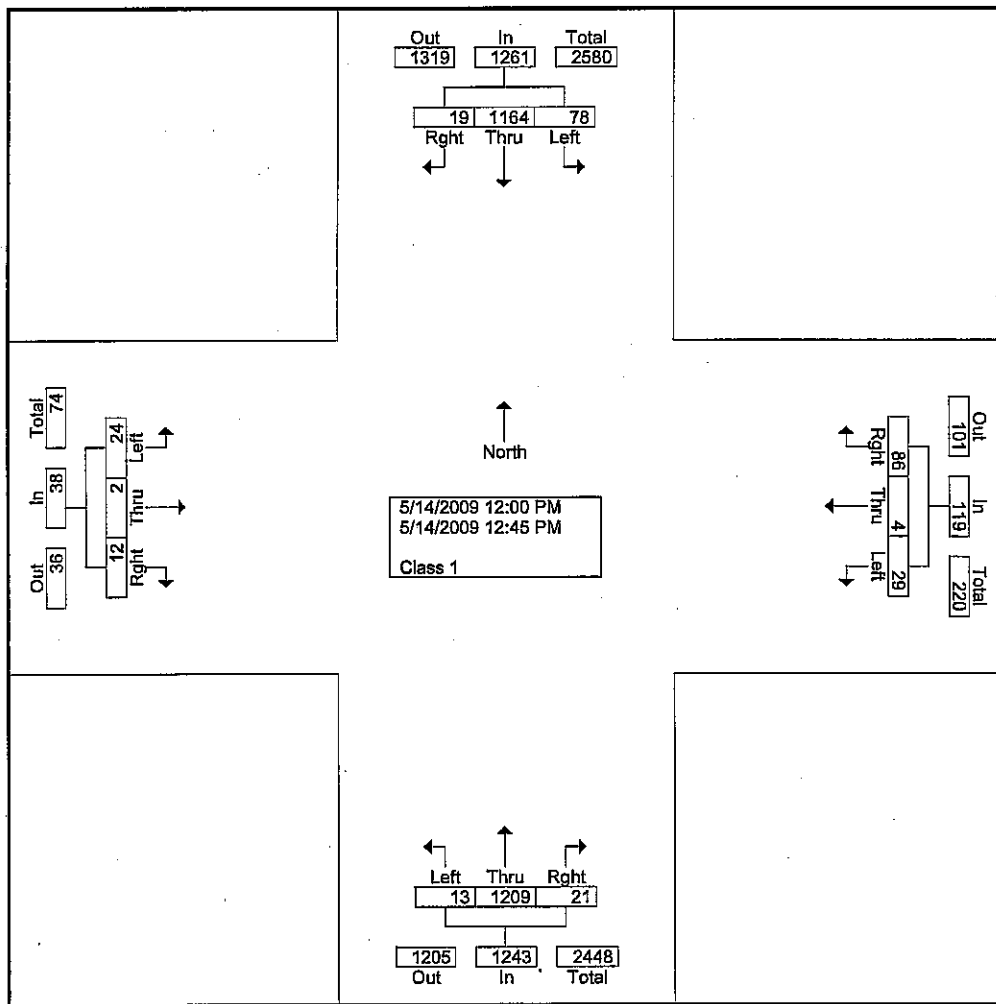 Out In Total
1319 1261 2580
19 1164 78
Rght Thru Left
Total In Out
74 38 36
24 2 12
Left Thru Rght
North
5/14/2009 12:00 PM
5/14/2009 12:45 PM
Class 1
Rght Thru Left
86 4 29
Out In Total
101 119 220
Left Thru Rght
13 1209 21
1205 1243 2448
Out In Total